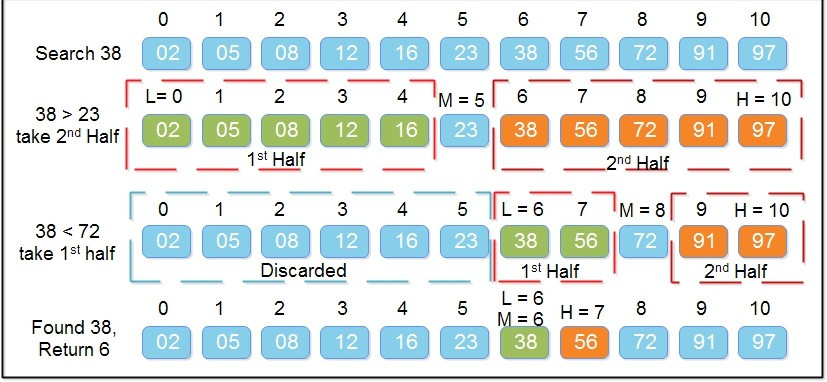 0 1 2 3 4 5 6 7 8 9 10
Search 38 02 05 08 12 16 23 38 56 72 91 97
L= 0 1 2 3 4 M = 5 6 7 8 9 H = 10
38 > 23
take 2nd Half
02 05 08 12 16 23 38 56 72 91 97
1st Half 2nd Half
0 1 2 3 4 5 L = 6 7 M = 8 9 H = 10
38 < 72
take 1st half
02 05 08 12 16 23 38 56 72 91 97
Discarded 1st Half 2nd Half
L = 6
0 1 2 3 4 5 M = 6 H = 7 8 9 10
Found 38,
Return 6
02 05 08 12 16 23 38 56 72 91 97